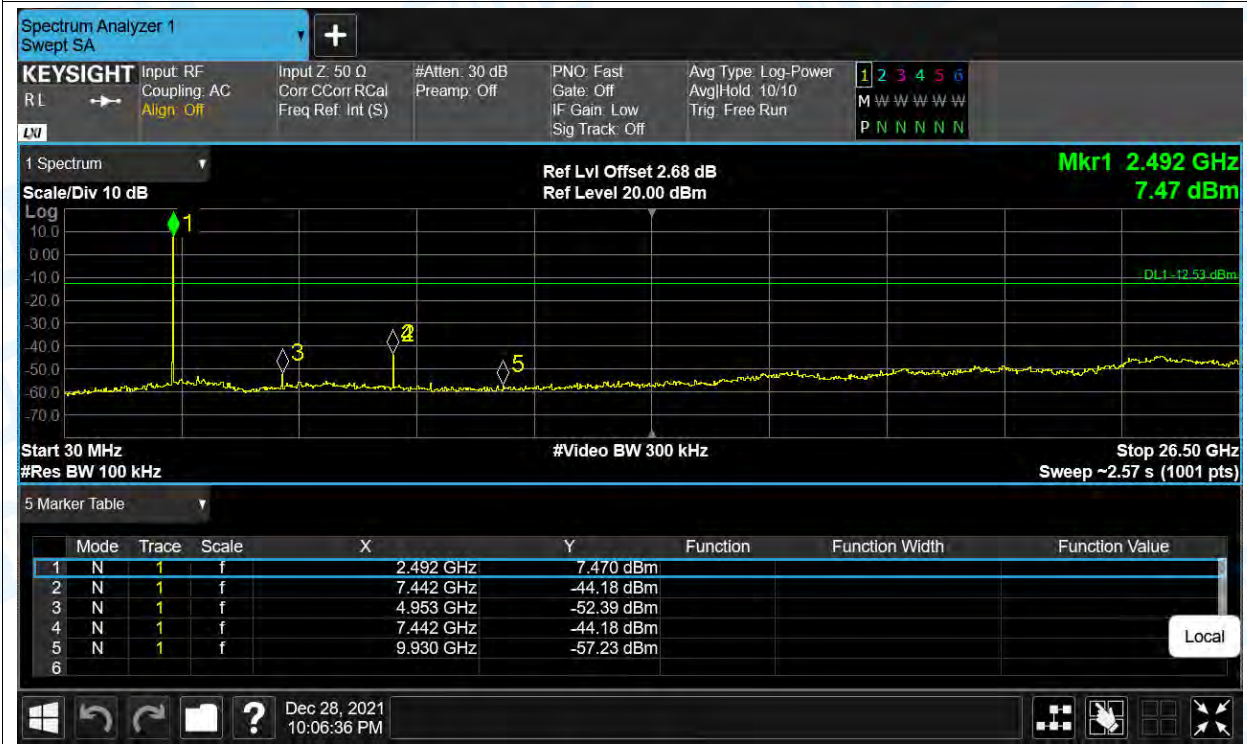 Spectrum Analyzer 1
Swept SA
+
KEYSIGHT
R L
LXI
Input: RF
Coupling: AC
Align: Off
Input Z: 50 Ω
Corr CCorr RCal
Freq Ref: Int (S)
#Atten: 30 dB
Preamp: Off
PNO: Fast
Gate: Off
IF Gain: Low
Sig Track: Off
Avg Type: Log-Power
Avg|Hold: 10/10
Trig: Free Run
1 2 3 4 5 6
M W W W W W
P N N N N N
1 Spectrum
Scale/Div 10 dB
Ref Lvl Offset 2.68 dB
Ref Level 20.00 dBm
Mkr1 2.492 GHz
7.47 dBm
Log
10.0
0.00
-10.0
-20.0
-30.0
-40.0
-50.0
-60.0
-70.0
1
DL1 -12.53 dBm
3
5
Start 30 MHz
#Video BW 300 kHz
Stop 26.50 GHz
#Res BW 100 kHz
Sweep ~2.57 s (1001 pts)
5 Marker Table
Mode Trace Scale X Y Function Function Width Function Value
1 N 1 f 2.492 GHz 7.470 dBm
2 N 1 f 7.442 GHz -44.18 dBm
3 N 1 f 4.953 GHz -52.39 dBm
4 N 1 f 7.442 GHz -44.18 dBm
5 N 1 f 9.930 GHz -57.23 dBm
6
Local
?
Dec 28, 2021
10:06:36 PM